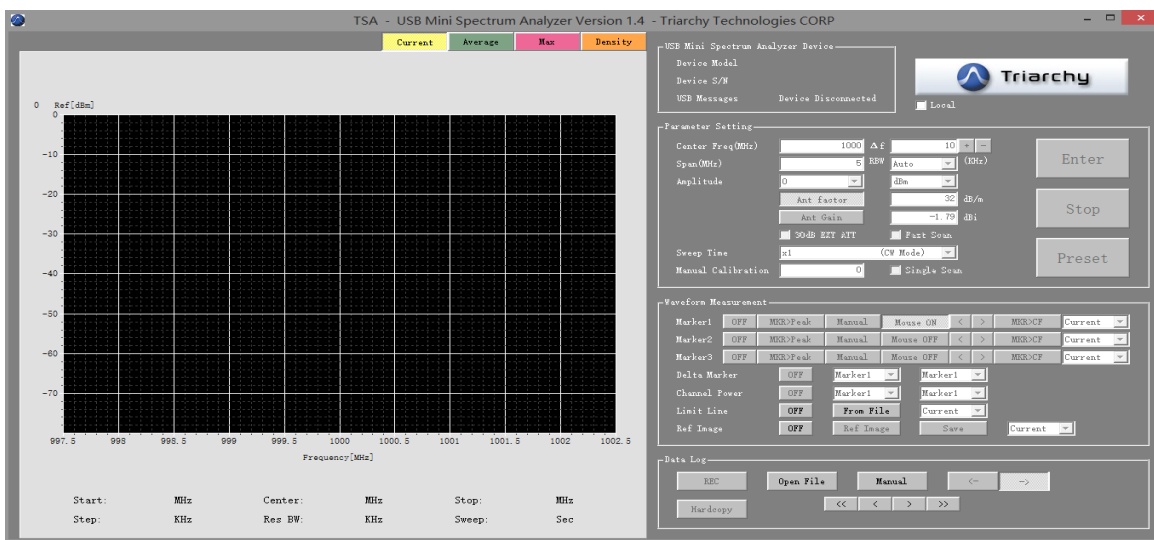 TSA - USB Mini Spectrum Analyzer Version 1.4 - Triarchy Technologies CORP
Current Average Max Density
0 Ref[dBm]
0
-10
-20
-30
-40
-50
-60
-70
997.5 998 998.5 999 999.5 1000 1000.5 1001 1001.5 1002 1002.5
Frequency[MHz]
Start: MHz Center: MHz Stop: MHz
Step: KHz Res BW: KHz Sweep: Sec
USB Mini Spectrum Analyzer Device
Device Model
Device S/N
USB Messages Device Disconnected
Triarchy
Local
Parameter Setting
Center Freq(MHz) 1000 Δf 10 + -
Span(MHz) 5 RBW Auto (KHz)
Amplitude 0 dBm
Ant factor 32 dB/m
Ant Gain -1.79 dBi
30dB EXT ATT Fast Scan
Sweep Time x1 (CW Mode)
Manual Calibration 0 Single Scan
Enter
Stop
Preset
Waveform Measurement
Marker1 OFF MKR>Peak Manual Mouse ON < > MKR>CF Current
Marker2 OFF MKR>Peak Manual Mouse OFF < > MKR>CF Current
Marker3 OFF MKR>Peak Manual Mouse OFF < > MKR>CF Current
Delta Marker OFF Marker1 Marker1
Channel Power OFF Marker1 Marker1
Limit Line OFF From File Current
Ref Image OFF Ref Image Save Current
Data Log
REC Open File Manual <- ->
Hardcopy << < > >>